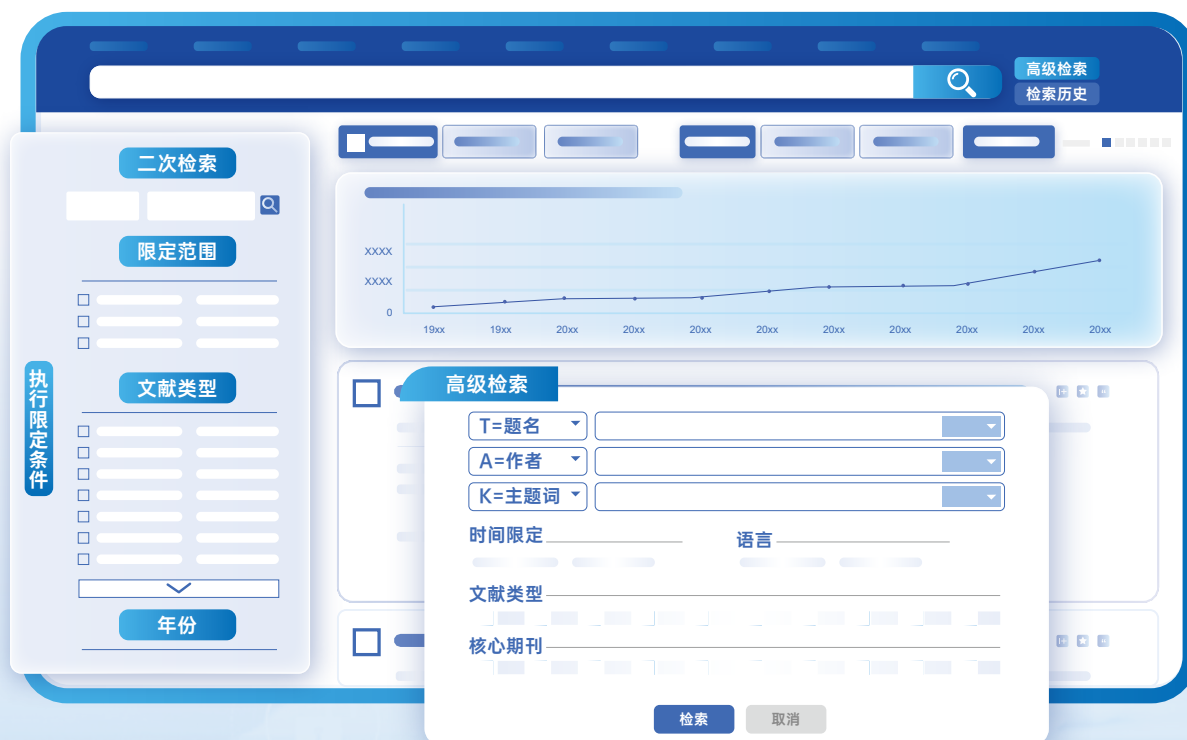 高级检索
检索历史
二次检索
限定范围
文献类型
年份
执行限定条件
XXXX
XXXX
0
19xx 19xx 20xx 20xx 20xx 20xx 20xx 20xx 20xx 20xx 20xx
高级检索
T=题名
A=作者
K=主题词
时间限定 语言
文献类型
核心期刊
检索 取消